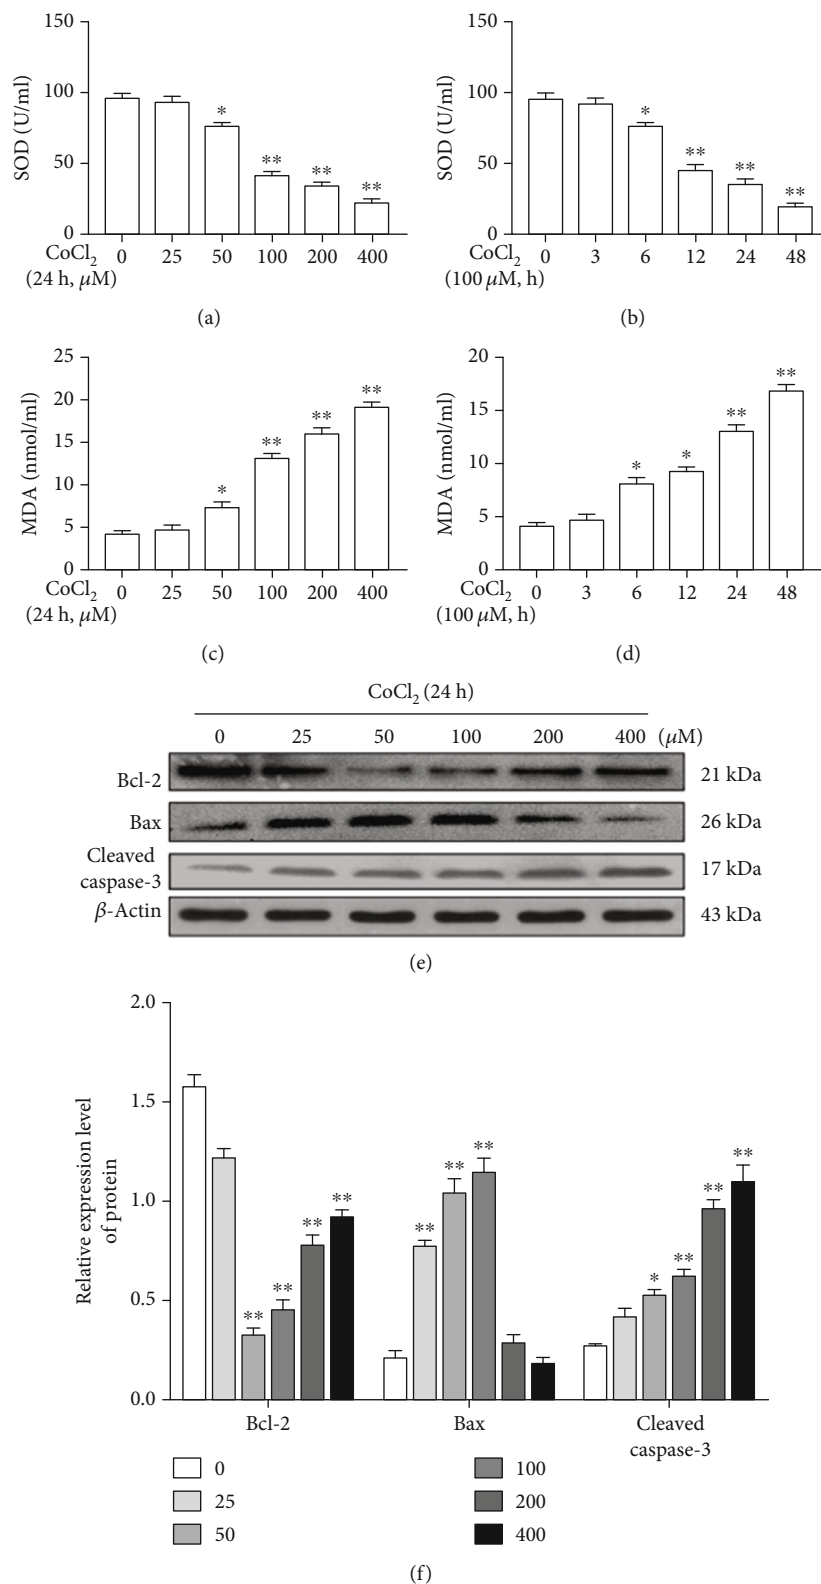 150
100
50
0
SOD (U/ml)
* ** ** **
CoCl2 0 25 50 100 200 400
(24 h, μM)
(a)
150
100
50
0
SOD (U/ml)
* ** ** **
CoCl2 0 3 6 12 24 48
(100 μM, h)
(b)
25
20
15
10
5
0
MDA (nmol/ml)
* ** ** **
CoCl2 0 25 50 100 200 400
(24 h, μM)
(c)
20
15
10
5
0
MDA (nmol/ml)
* * ** **
CoCl2 0 3 6 12 24 48
(100 μM, h)
(d)
CoCl2 (24 h)
0 25 50 100 200 400 (μM)
Bcl-2 21 kDa
Bax 26 kDa
Cleaved
caspase-3 17 kDa
β-Actin 43 kDa
(e)
2.0
1.5
1.0
0.5
0.0
Relative expression level
of protein
** ** ** **
** ** **
* ** ** **
Bcl-2 Bax Cleaved
caspase-3
0 100
25 200
50 400
(f)